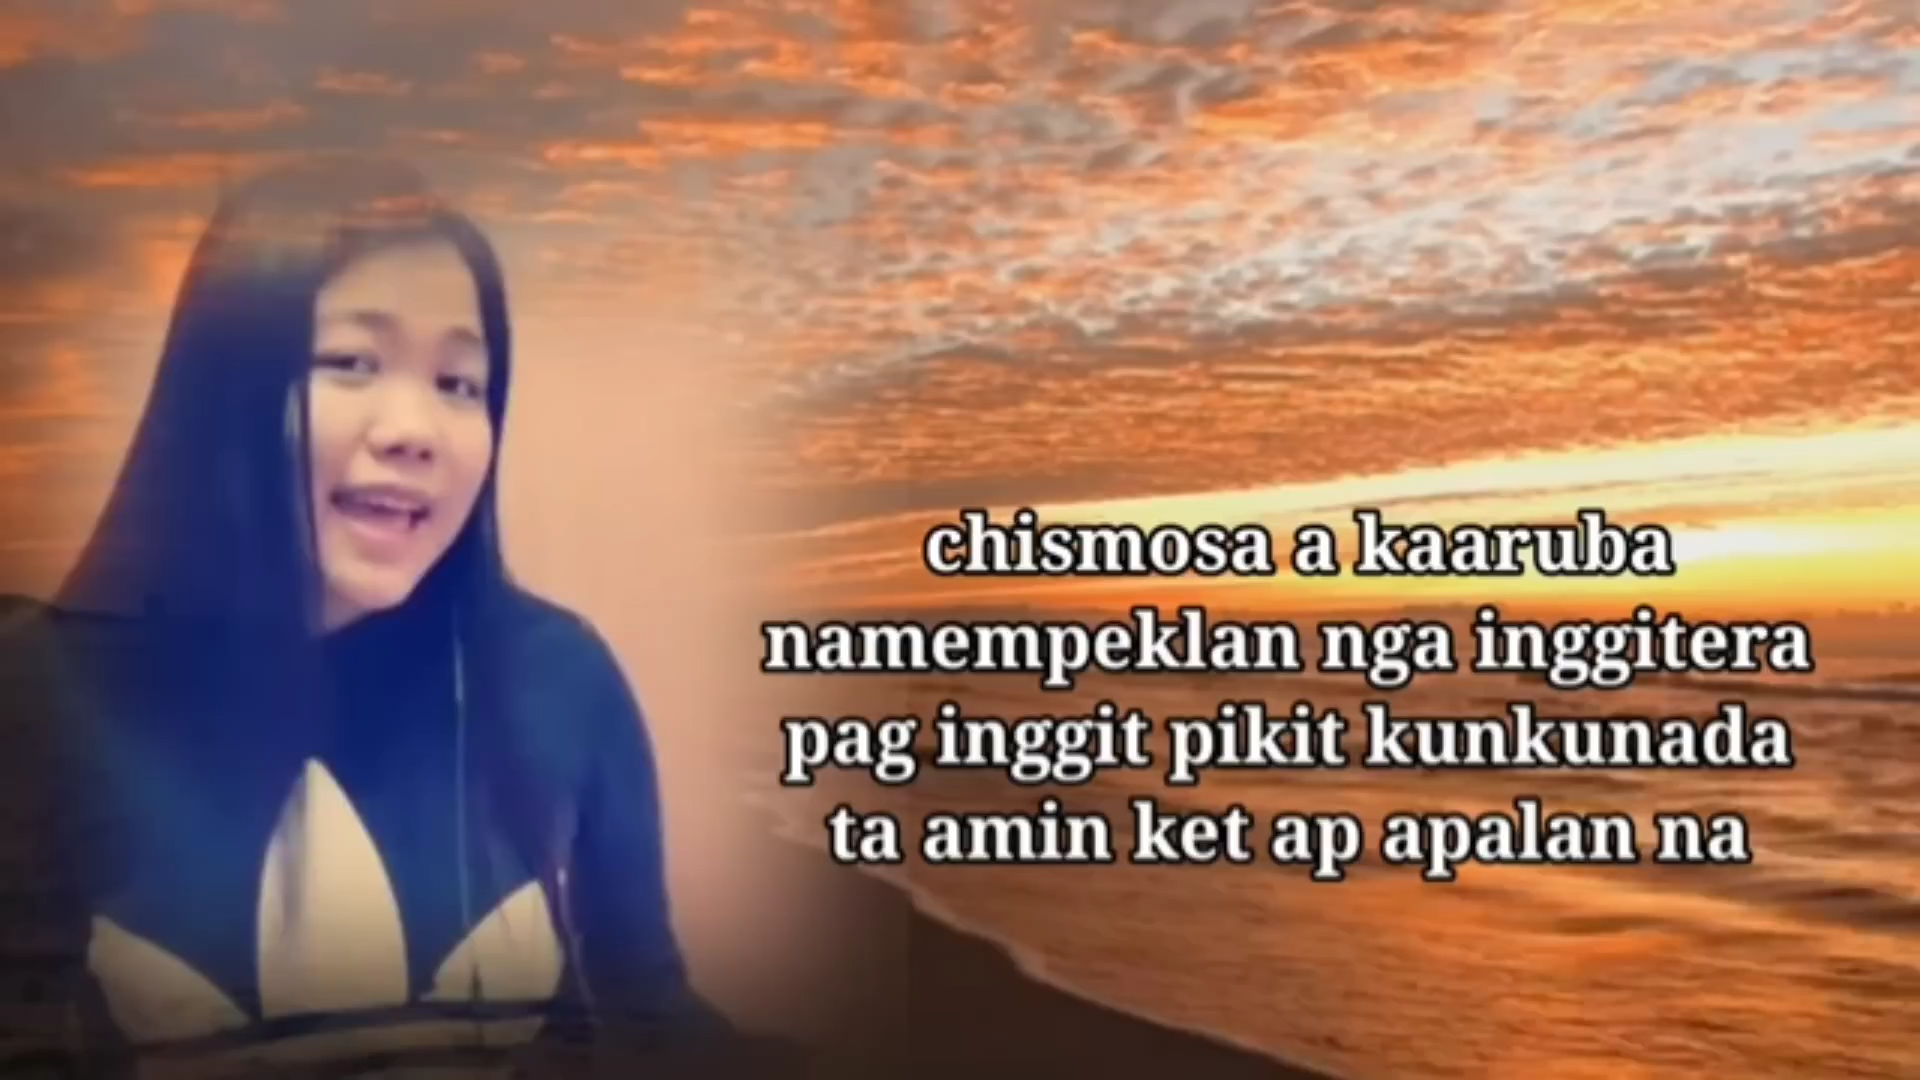 chismosa a kaaruba
namempeklan nga inggitera
pag inggit pikit kunkunada
ta amin ket ap apalan na